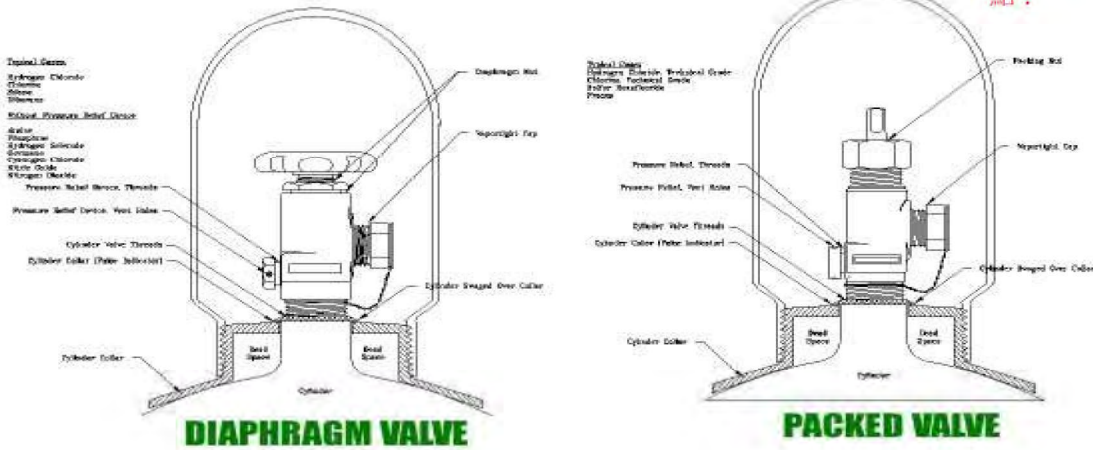 Typical Gases
Hydrogen Chloride
Chlorine
Silane
Without Pressure Relief Device
Arsine
Phosphine
Hydrogen Selenide
Germane
Cyanogen Chloride
Nitric Oxide
Nitrogen Dioxide
Pressure Relief Device, Threads
Pressure Relief Device, Vent Holes
Cylinder Valve Threads
Cylinder Collar (False Indicator)
Cylinder Collar
Diaphragm Nut
Vaportight Cap
Cylinder Swaged Over Collar
Dead
Space
Dead
Space
Cylinder
DIAPHRAGM VALVE
Typical Gases
Hydrogen Chloride, Technical Grade
Chlorine, Technical Grade
Sulfur Hexafluoride
Pressure Relief, Threads
Pressure Relief, Vent Holes
Cylinder Valve Threads
Cylinder Collar (False Indicator)
Cylinder Collar
Packing Nut
Vaportight Cap
Cylinder Swaged Over Collar
Dead
Space
Dead
Space
Cylinder
PACKED VALVE